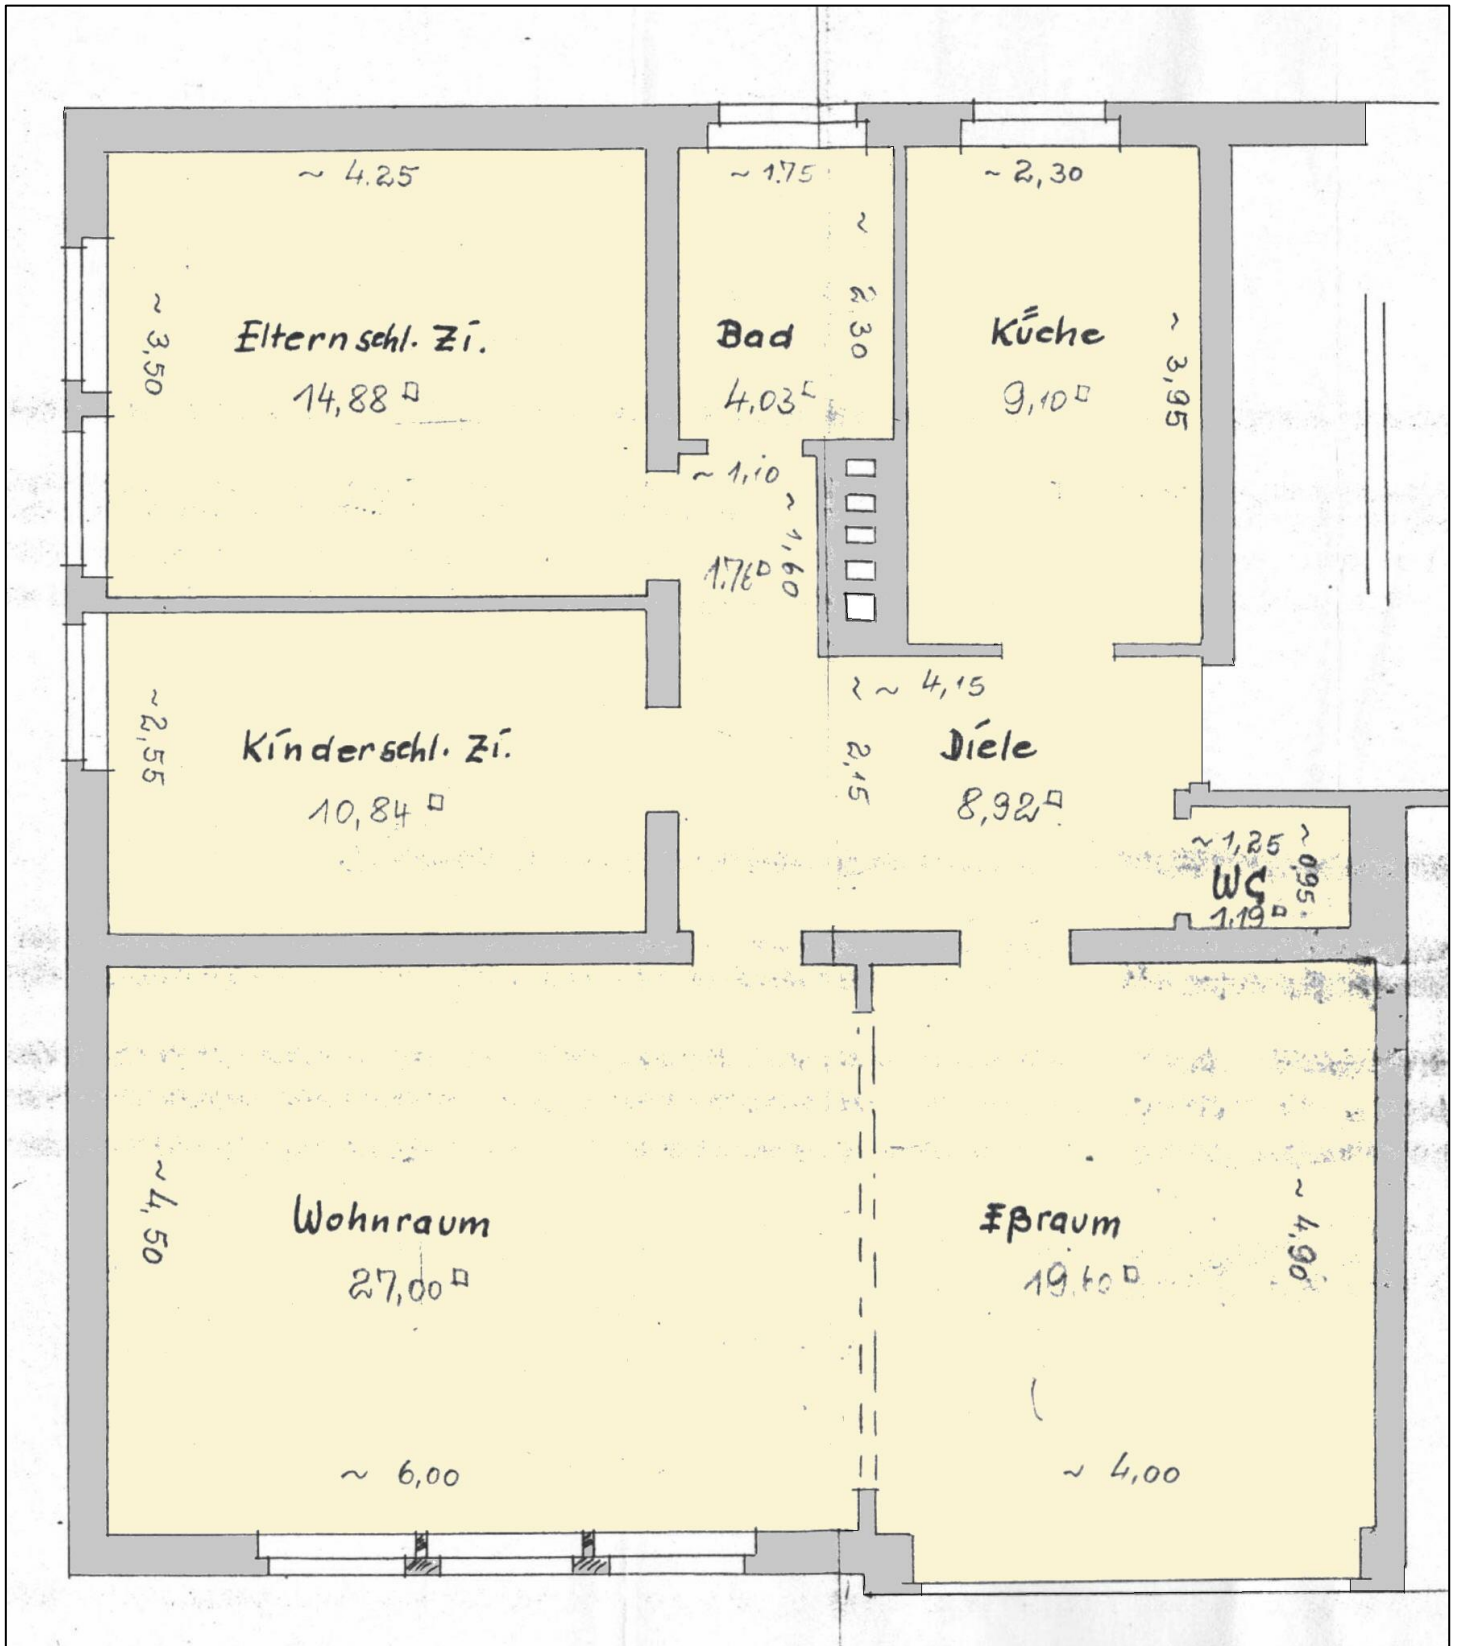 ~ 4.25
~ 1.75
~ 2,30
~ 3,50
Elternschl. Zi.
14,88 □
Bad
4,03 □
~ 2.30
Küche
9,10 □
~ 3,95
~ 1,10
~ 1,60
1.76 □
~ 2,55
Kinderschl. Zi.
10,84 □
~ ~ 4,15
2,15
Diele
8,92 □
~ 1,25
~ 0,95
WC
1,19 □
~ 4,50
Wohnraum
27,00 □
~ 6,00
Eßraum
19,60 □
~ 4,90
~ 4,00